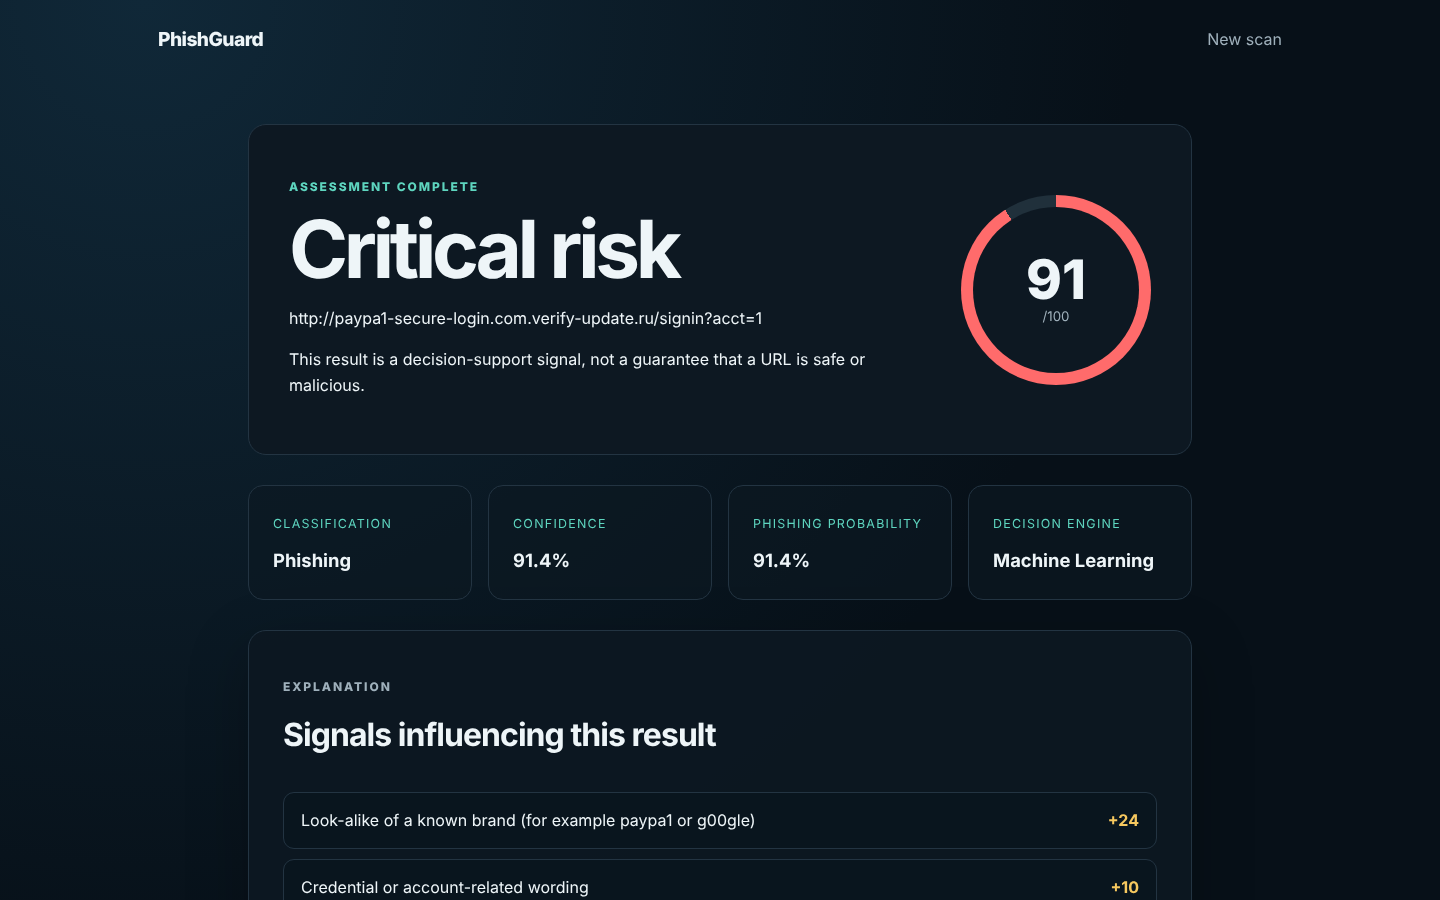 PhishGuard
New scan
ASSESSMENT COMPLETE
Critical risk
http://paypa1-secure-login.com.verify-update.ru/signin?acct=1
This result is a decision-support signal, not a guarantee that a URL is safe or
malicious.
91
/100
CLASSIFICATION
Phishing
CONFIDENCE
91.4%
PHISHING PROBABILITY
91.4%
DECISION ENGINE
Machine Learning
EXPLANATION
Signals influencing this result
Look-alike of a known brand (for example paypa1 or g00gle)
+24
Credential or account-related wording
+10